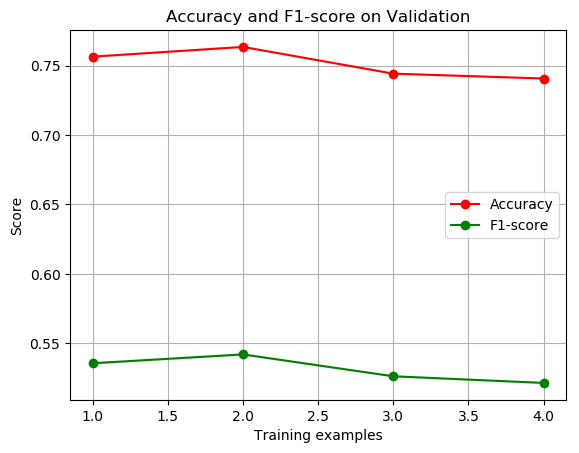 Accuracy and F1-score on Validation
Score
0.75
0.70
0.65
0.60
0.55
Accuracy
F1-score
1.0 1.5 2.0 2.5 3.0 3.5 4.0
Training examples